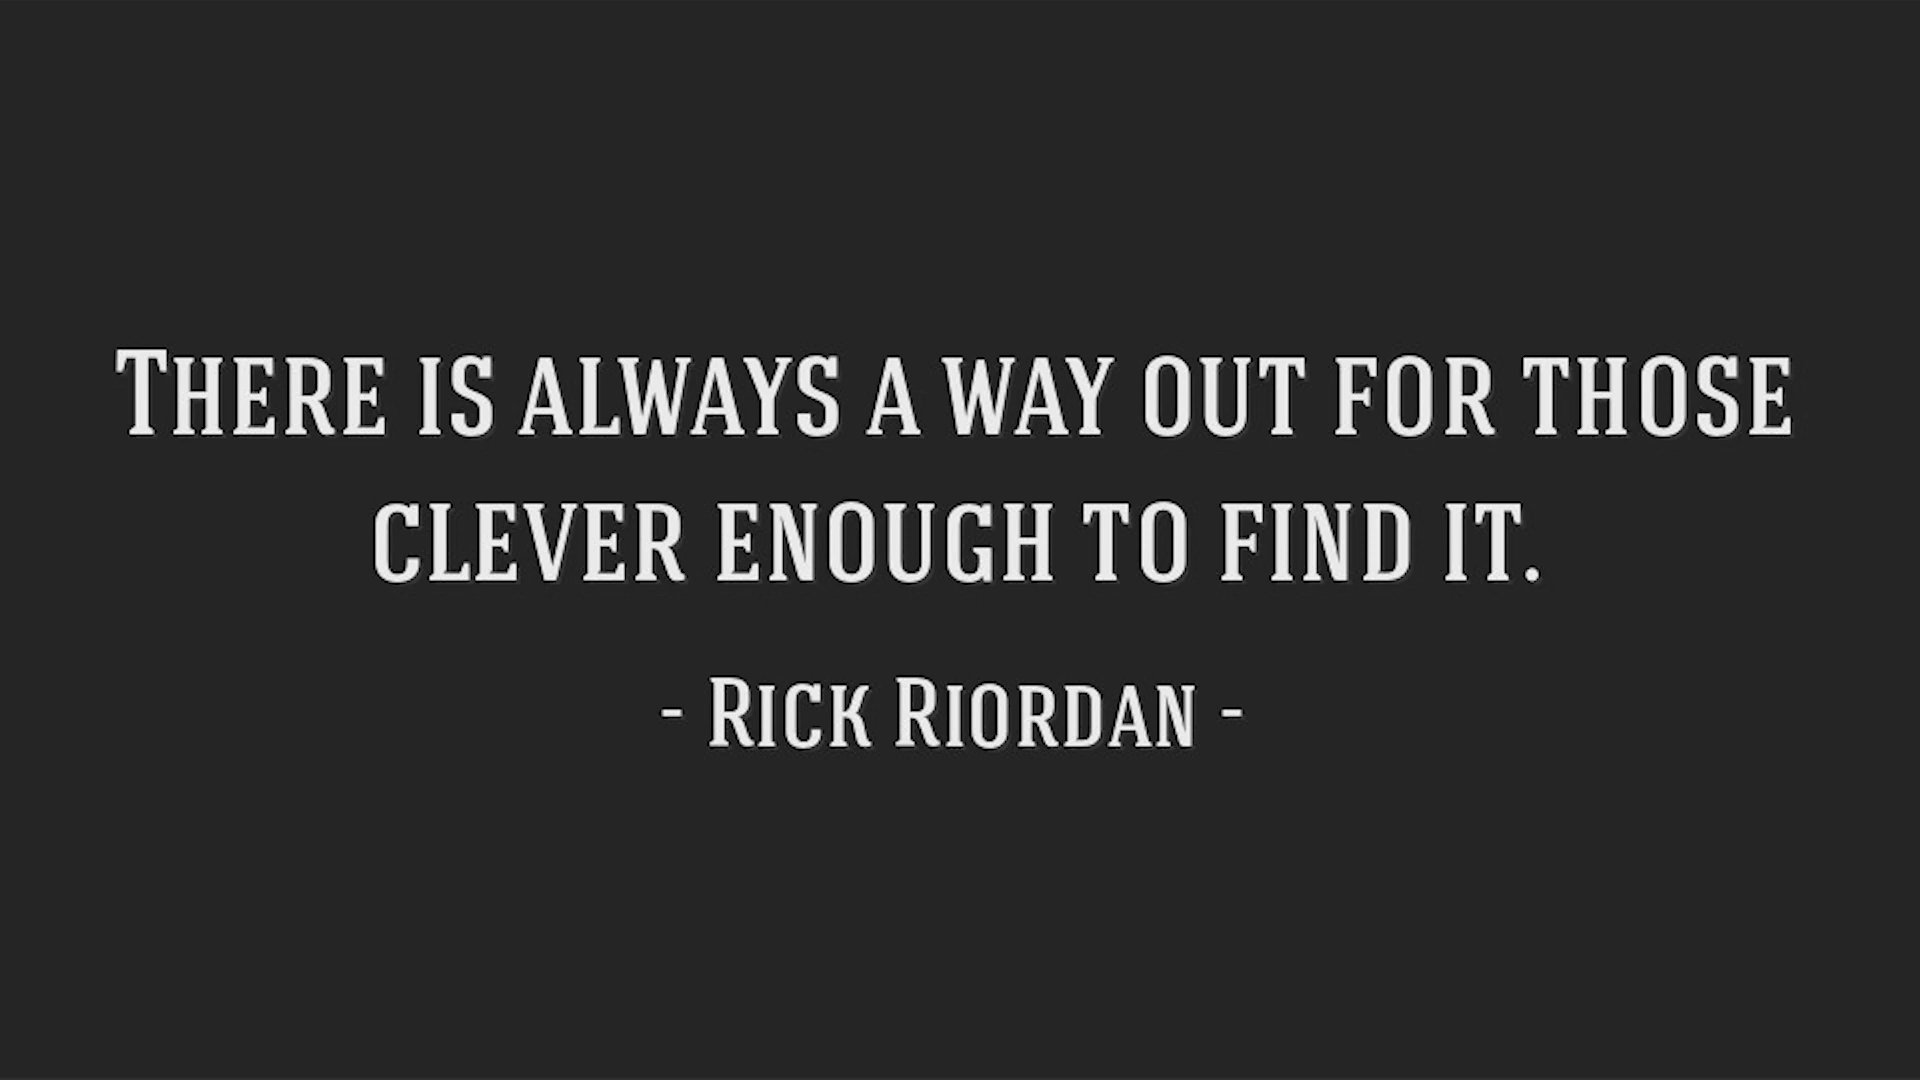 There is always a way out for those
clever enough to find it.
- Rick Riordan -